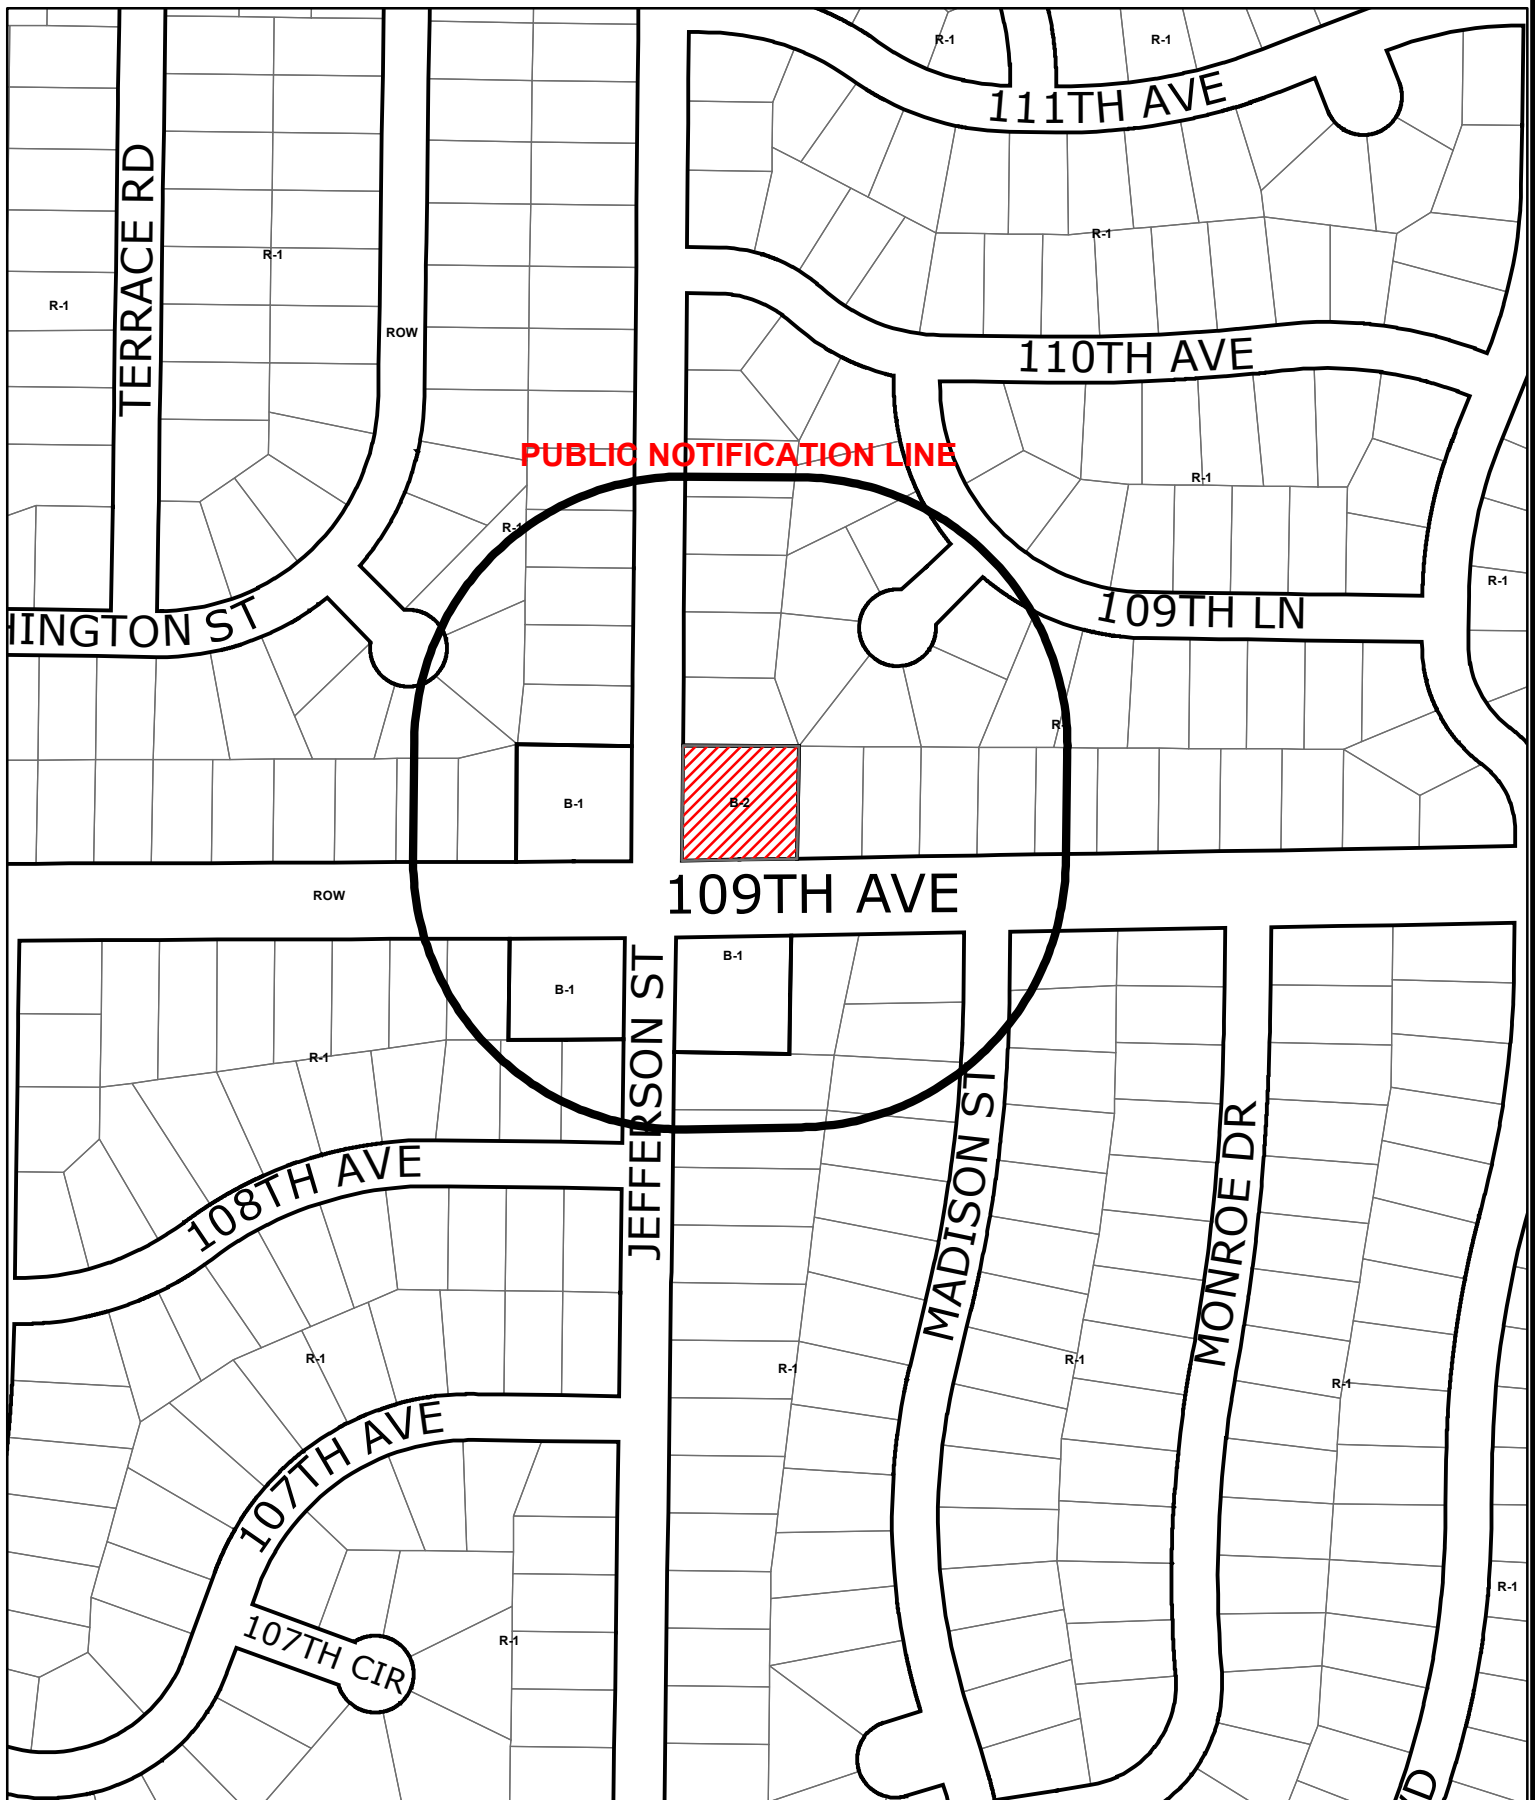 R-1
R-1
111TH AVE
TERRACE RD
R-1
R-1
R-1
ROW
110TH AVE
PUBLIC NOTIFICATION LINE
R-1
R-1
R-1
HINGTON ST
109TH LN
R-
B-1
B-2
ROW
109TH AVE
B-1
B-1
JEFFERSON ST
R-1
MADISON ST
MONROE DR
108TH AVE
R-1
R-1
R-1
R-1
107TH AVE
R-1
107TH CIR
R-1